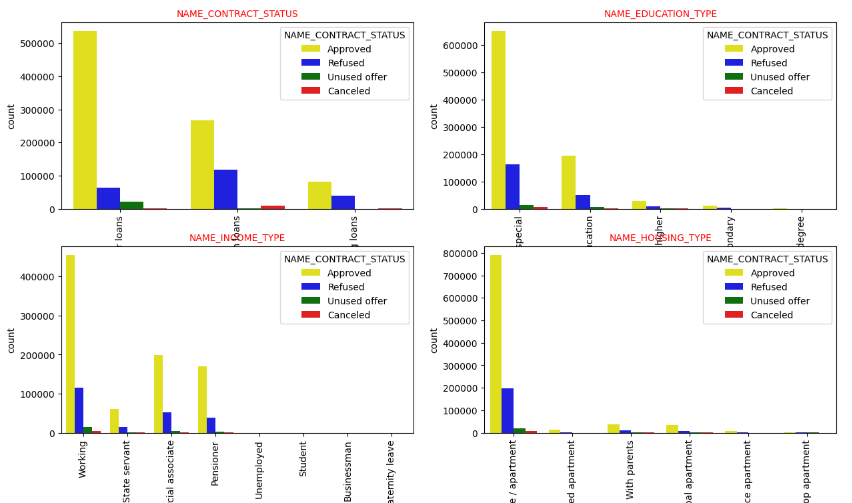 NAME_CONTRACT_STATUS
count
500000
400000
300000
200000
100000
0
NAME_CONTRACT_STATUS
Approved
Refused
Unused offer
Canceled
r loans
loans
loans
NAME_EDUCATION_TYPE
count
600000
500000
400000
300000
200000
100000
0
NAME_CONTRACT_STATUS
Approved
Refused
Unused offer
Canceled
special
cation
higher
ondary
degree
NAME_INCOME_TYPE
count
400000
300000
200000
100000
0
NAME_CONTRACT_STATUS
Approved
Refused
Unused offer
Canceled
Working
State servant
cial associate
Pensioner
Unemployed
Student
Businessman
aternity leave
NAME_HOUSING_TYPE
count
800000
700000
600000
500000
400000
300000
200000
100000
0
NAME_CONTRACT_STATUS
Approved
Refused
Unused offer
Canceled
e / apartment
ed apartment
With parents
pal apartment
ce apartment
op apartment